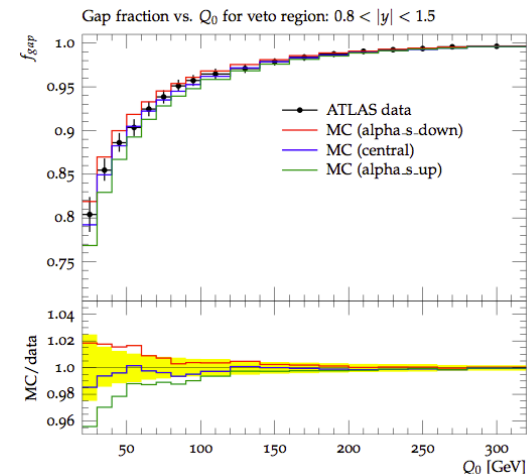 Gap fraction vs. Q0 for veto region: 0.8 < |y| < 1.5
fgap
1.0
0.95
0.9
0.85
0.8
0.75
ATLAS data
MC (alpha_s_down)
MC (central)
MC (alpha_s_up)
MC/data
1.04
1.02
1.00
0.98
0.96
50 100 150 200 250 300
Q0 [GeV]